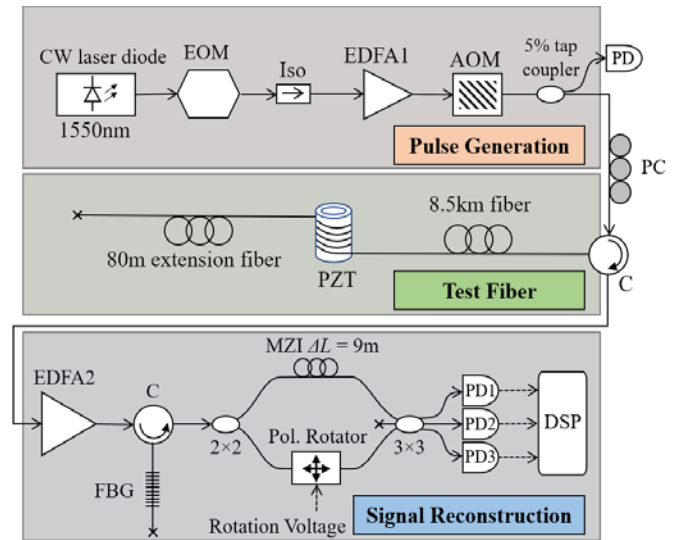 CW laser diode
1550nm
EOM
Iso
EDFA1
AOM
5% tap
coupler
PD
Pulse Generation
PC
8.5km fiber
80m extension fiber
PZT
C
Test Fiber
MZI ΔL = 9m
EDFA2
C
2×2
Pol. Rotator
3×3
PD1
PD2
PD3
DSP
FBG
Rotation Voltage
Signal Reconstruction